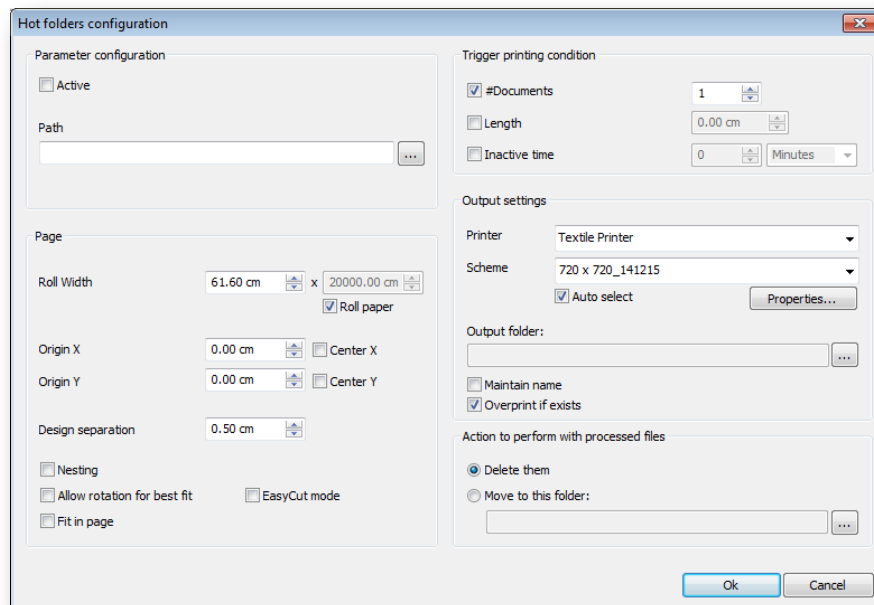 Hot folders configuration
Parameter configuration
Active
Path
...
Page
Roll Width 61.60 cm x 20000.00 cm
Roll paper
Origin X 0.00 cm Center X
Origin Y 0.00 cm Center Y
Design separation 0.50 cm
Nesting
Allow rotation for best fit EasyCut mode
Fit in page
Trigger printing condition
#Documents 1
Length 0.00 cm
Inactive time 0 Minutes
Output settings
Printer Textile Printer
Scheme 720 x 720_141215
Auto select Properties...
Output folder:
...
Maintain name
Overprint if exists
Action to perform with processed files
Delete them
Move to this folder:
...
Ok Cancel